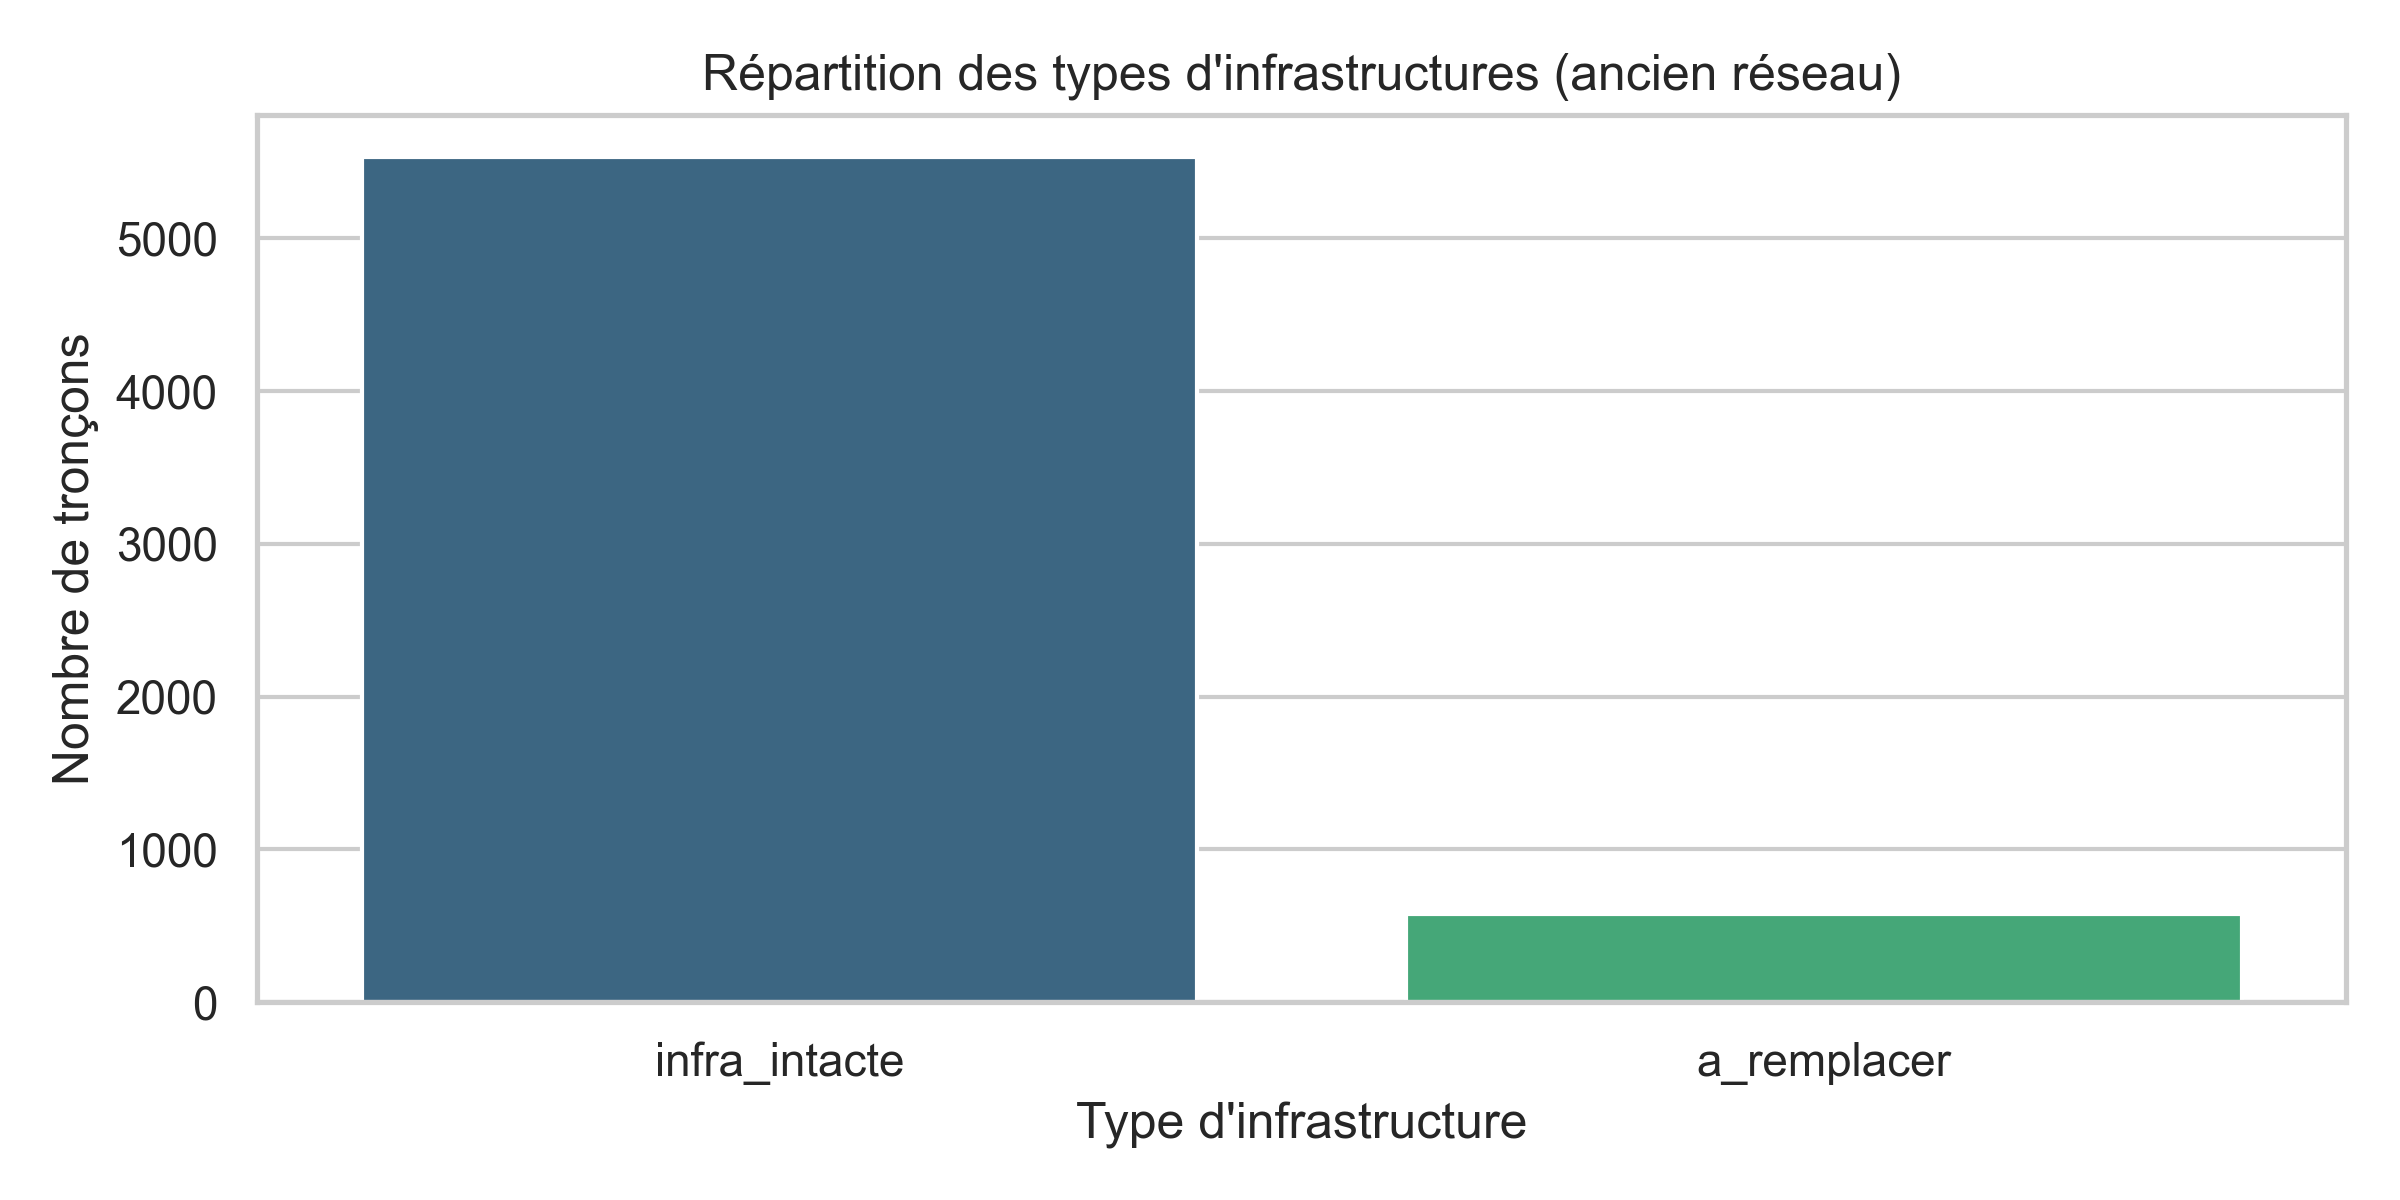 Répartition des types d'infrastructures (ancien réseau)
Nombre de tronçons
5000
4000
3000
2000
1000
0
infra_intacte
a_remplacer
Type d'infrastructure